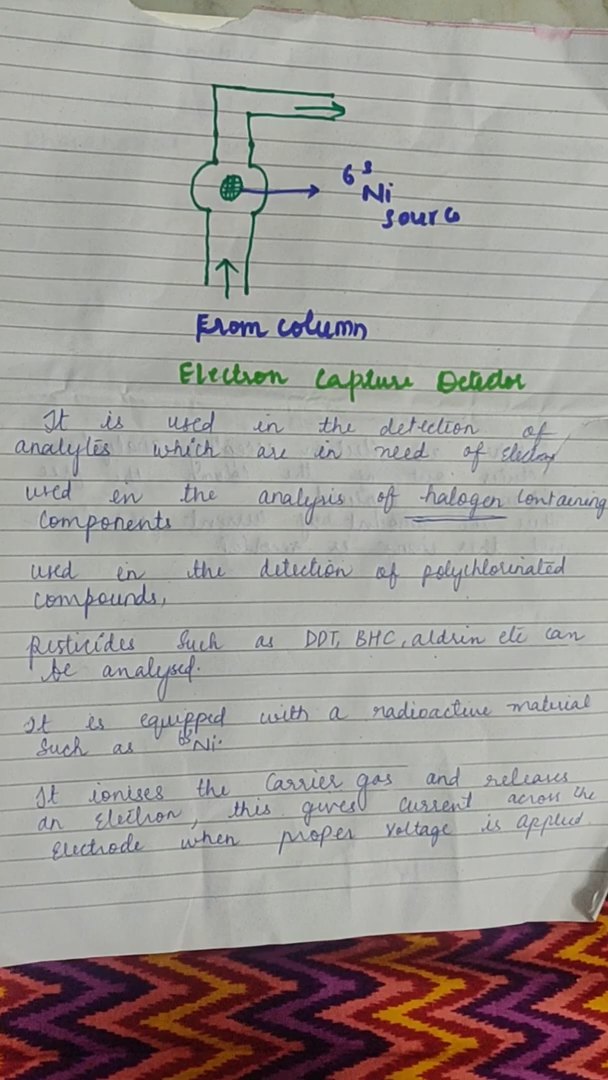 ⁶³Ni
source
From column
Electron Capture Detector
It is used in the detection of
analytes which are in need of electron
used in the analysis of halogen containing
components
used in the detection of polychlorinated
compounds,
Pesticides Such as DDT, BHC, aldrin etc can
be analysed.
It is equipped with a radioactive material
Such as ⁶³Ni.
It ionises the Carrier gas and releases
an Electron, this gives current across the
Electrode when proper Voltage is applied.